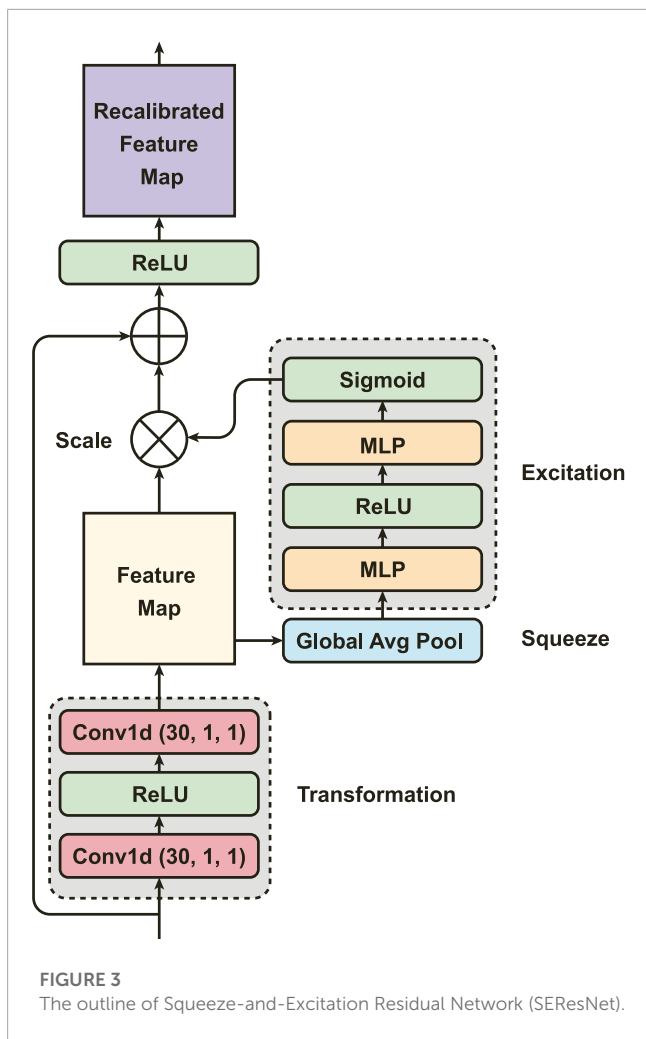 Recalibrated
Feature
Map
ReLU
Sigmoid
Scale
MLP
Excitation
ReLU
Feature
Map
MLP
Global Avg Pool
Squeeze
Conv1d (30, 1, 1)
ReLU
Transformation
Conv1d (30, 1, 1)
FIGURE 3
The outline of Squeeze-and-Excitation Residual Network (SEResNet).